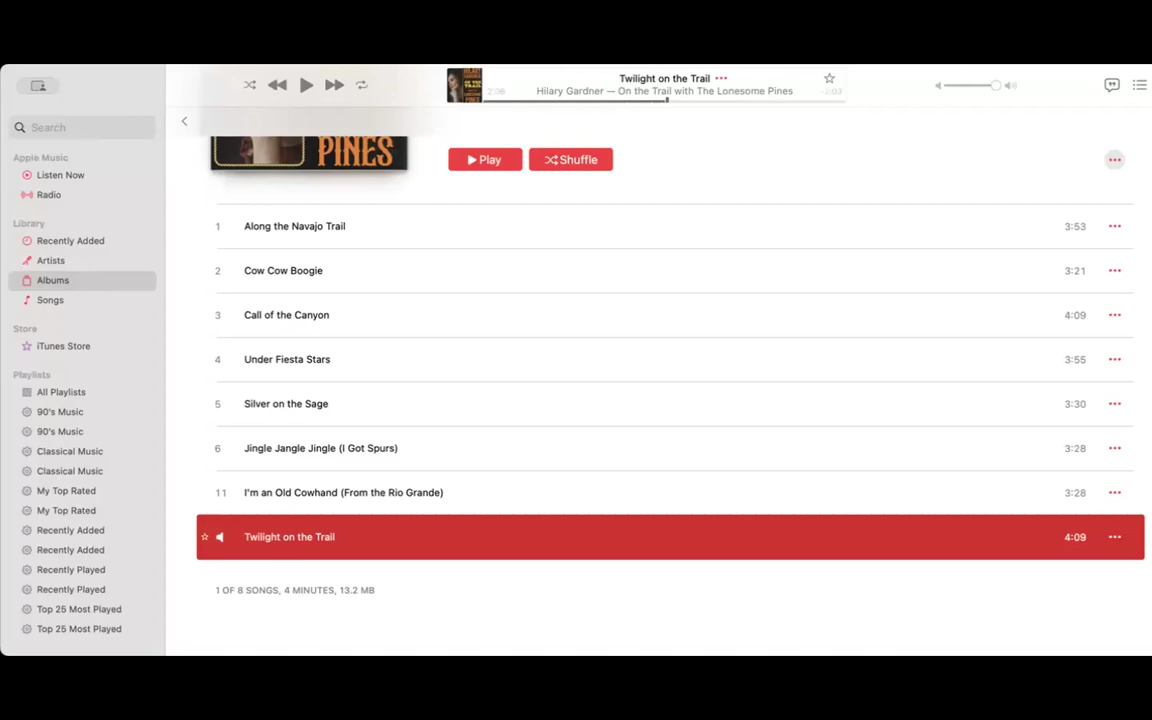 Twilight on the Trail
2:06
Hilary Gardner — On the Trail with The Lonesome Pines
-2:03
Search
Apple Music
Listen Now
Radio
Library
Recently Added
Artists
Albums
Songs
Store
iTunes Store
Playlists
All Playlists
90's Music
90's Music
Classical Music
Classical Music
My Top Rated
My Top Rated
Recently Added
Recently Added
Recently Played
Recently Played
Top 25 Most Played
Top 25 Most Played
PINES
Play
Shuffle
1 Along the Navajo Trail 3:53
2 Cow Cow Boogie 3:21
3 Call of the Canyon 4:09
4 Under Fiesta Stars 3:55
5 Silver on the Sage 3:30
6 Jingle Jangle Jingle (I Got Spurs) 3:28
11 I'm an Old Cowhand (From the Rio Grande) 3:28
Twilight on the Trail 4:09
1 OF 8 SONGS, 4 MINUTES, 13.2 MB